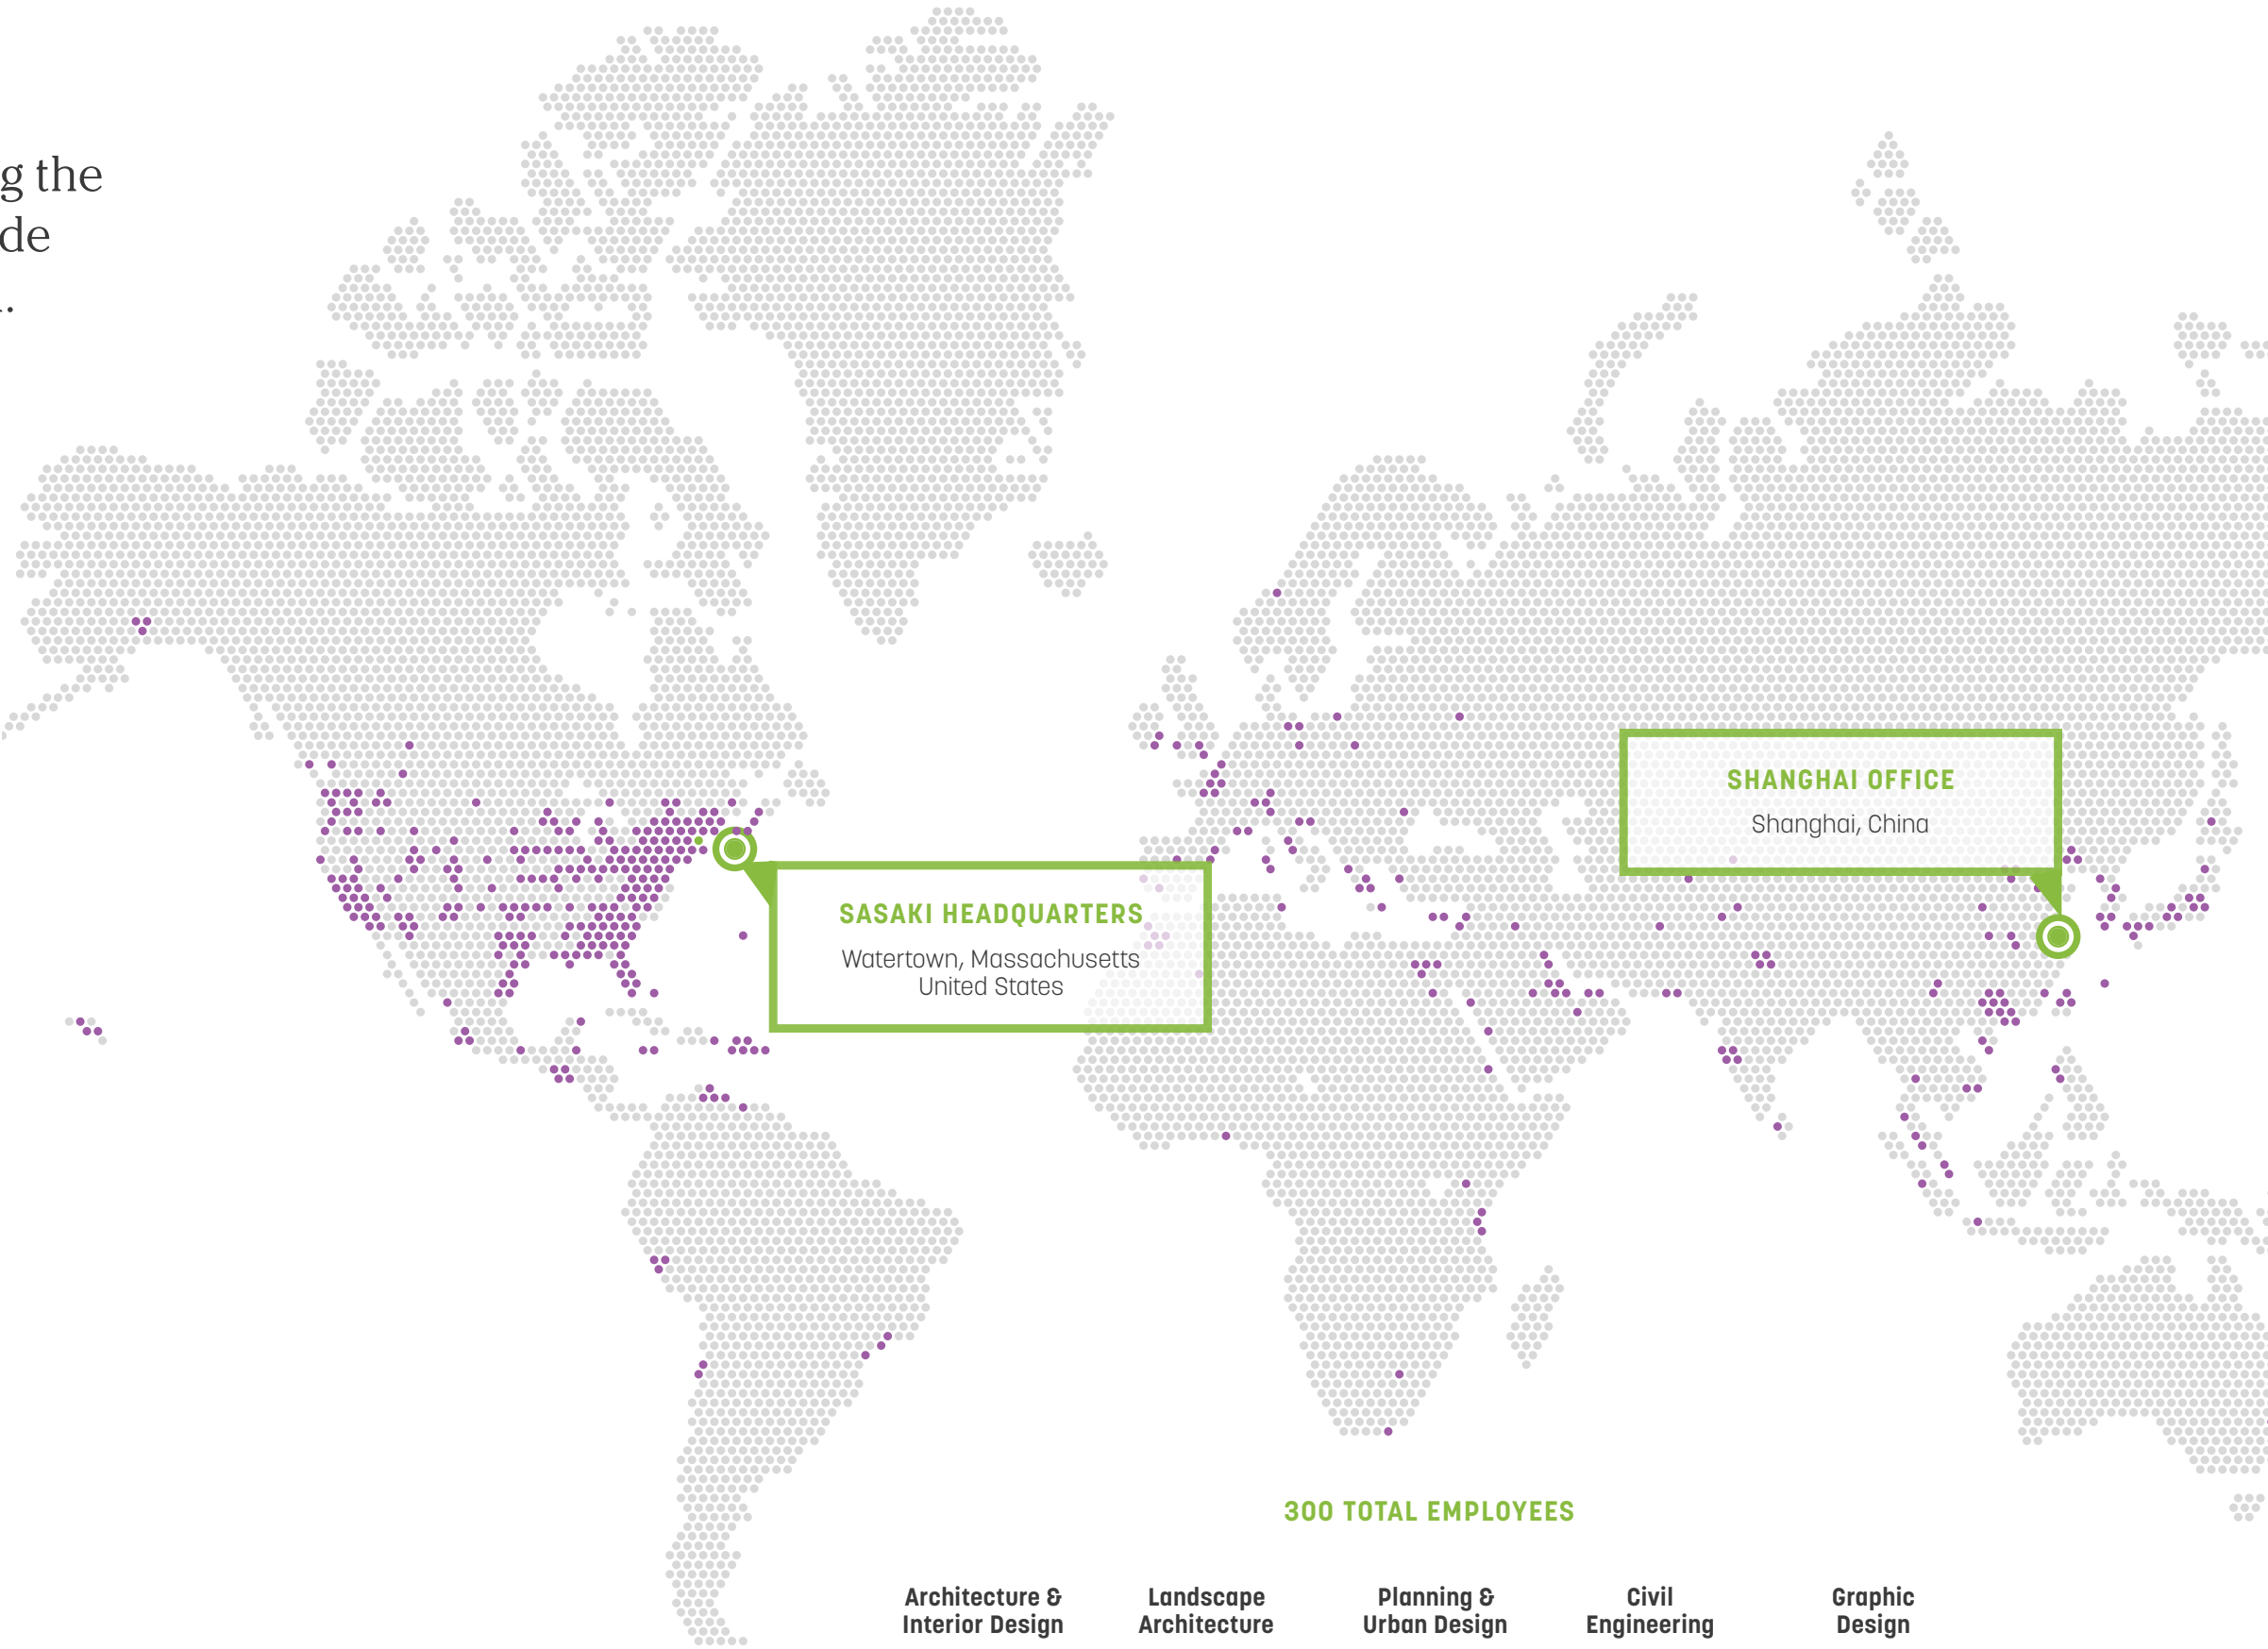 g the
de
SHANGHAI OFFICE
Shanghai, China
SASAKI HEADQUARTERS
Watertown, Massachusetts
United States
300 TOTAL EMPLOYEES
Architecture &
Interior Design
Landscape
Architecture
Planning &
Urban Design
Civil
Engineering
Graphic
Design